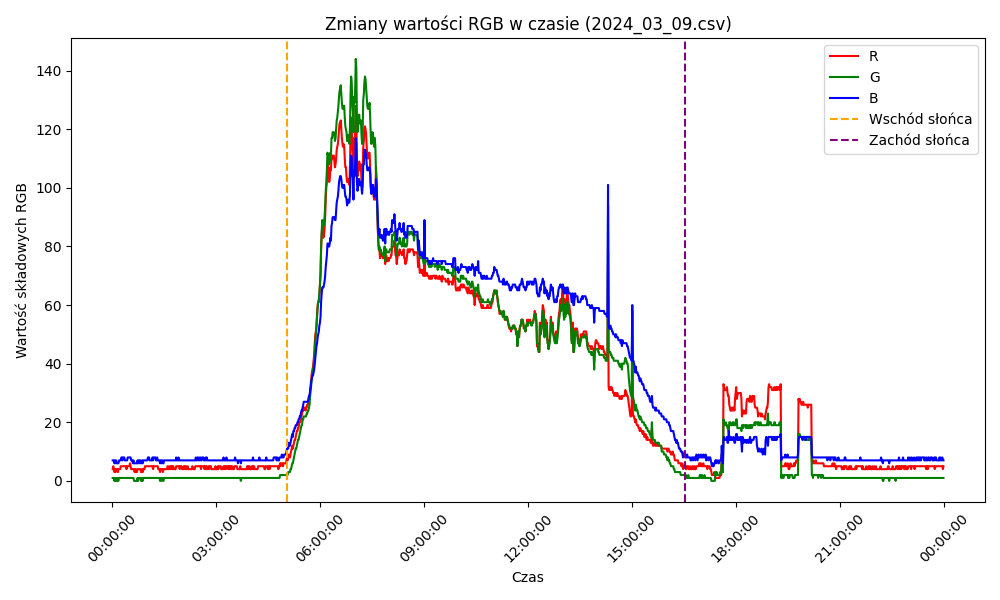 Zmiany wartości RGB w czasie (2024_03_09.csv)
R
G
B
Wschód słońca
Zachód słońca
Wartość składowych RGB
140
120
100
80
60
40
20
0
00:00:00
03:00:00
06:00:00
09:00:00
12:00:00
15:00:00
18:00:00
21:00:00
00:00:00
Czas